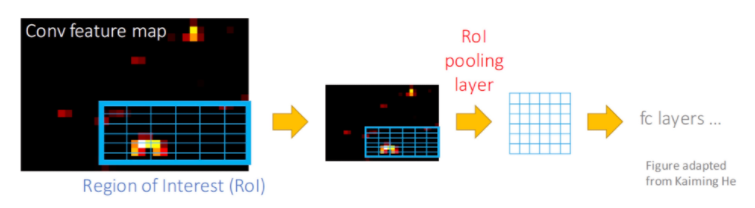 Conv feature map
Region of Interest (RoI)
RoI
pooling
layer
fc layers ...
Figure adapted
from Kaiming He